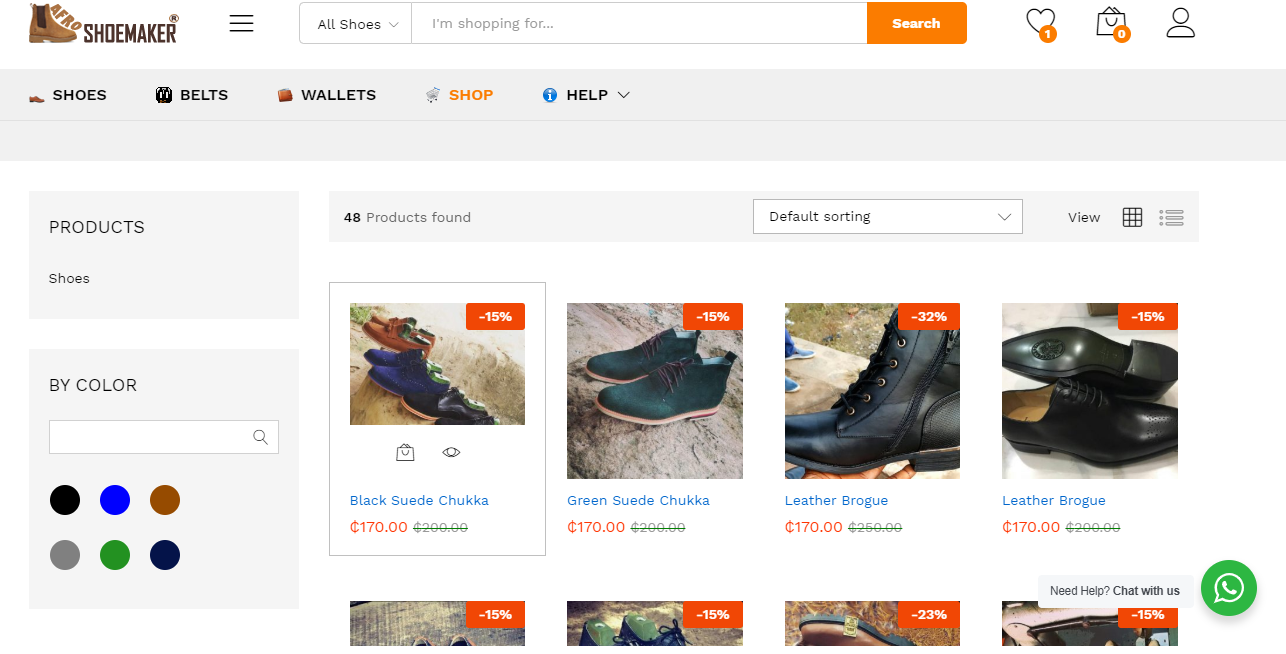 AFRO
SHOEMAKER®
All Shoes
I'm shopping for...
Search
1
0
SHOES
BELTS
WALLETS
SHOP
HELP
PRODUCTS
Shoes
BY COLOR
48 Products found
Default sorting
View
-15%
-15%
-32%
-15%
Black Suede Chukka
Green Suede Chukka
Leather Brogue
Leather Brogue
₵170.00 ₵200.00
₵170.00 ₵200.00
₵170.00 ₵250.00
₵170.00 ₵200.00
Need Help? Chat with us
-15%
-15%
-23%
-15%